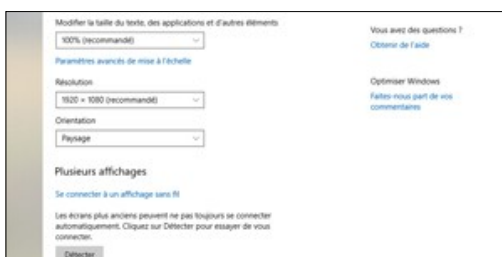 Modifier la taille du texte, des applications et d'autres éléments
100% (recommandé)
Paramètres avancés de mise à l'échelle
Résolution
1920 × 1080 (recommandé)
Orientation
Paysage
Plusieurs affichages
Se connecter à un affichage sans fil
Les écrans plus anciens peuvent ne pas toujours se connecter
automatiquement. Cliquez sur Détecter pour essayer de vous
connecter.
Détecter
Vous avez des questions ?
Obtenir de l'aide
Optimiser Windows
Faites-nous part de vos
commentaires